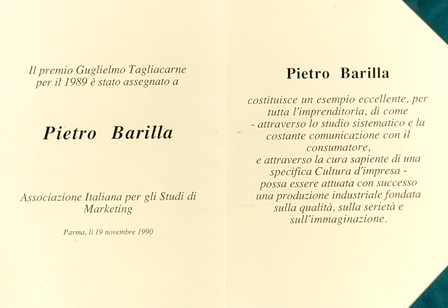 Il premio Guglielmo Tagliacarne
per il 1989 è stato assegnato a
Pietro Barilla
Associazione Italiana per gli Studi di
Marketing
Parma, lì 19 novembre 1990
Pietro Barilla
costituisce un esempio eccellente, per
tutta l'imprenditoria, di come
- attraverso lo studio sistematico e la
costante comunicazione con il
consumatore,
e attraverso la cura sapiente di una
specifica Cultura d'impresa -
possa essere attuata con successo
una produzione industriale fondata
sulla qualità, sulla serietà e
sull'immaginazione.